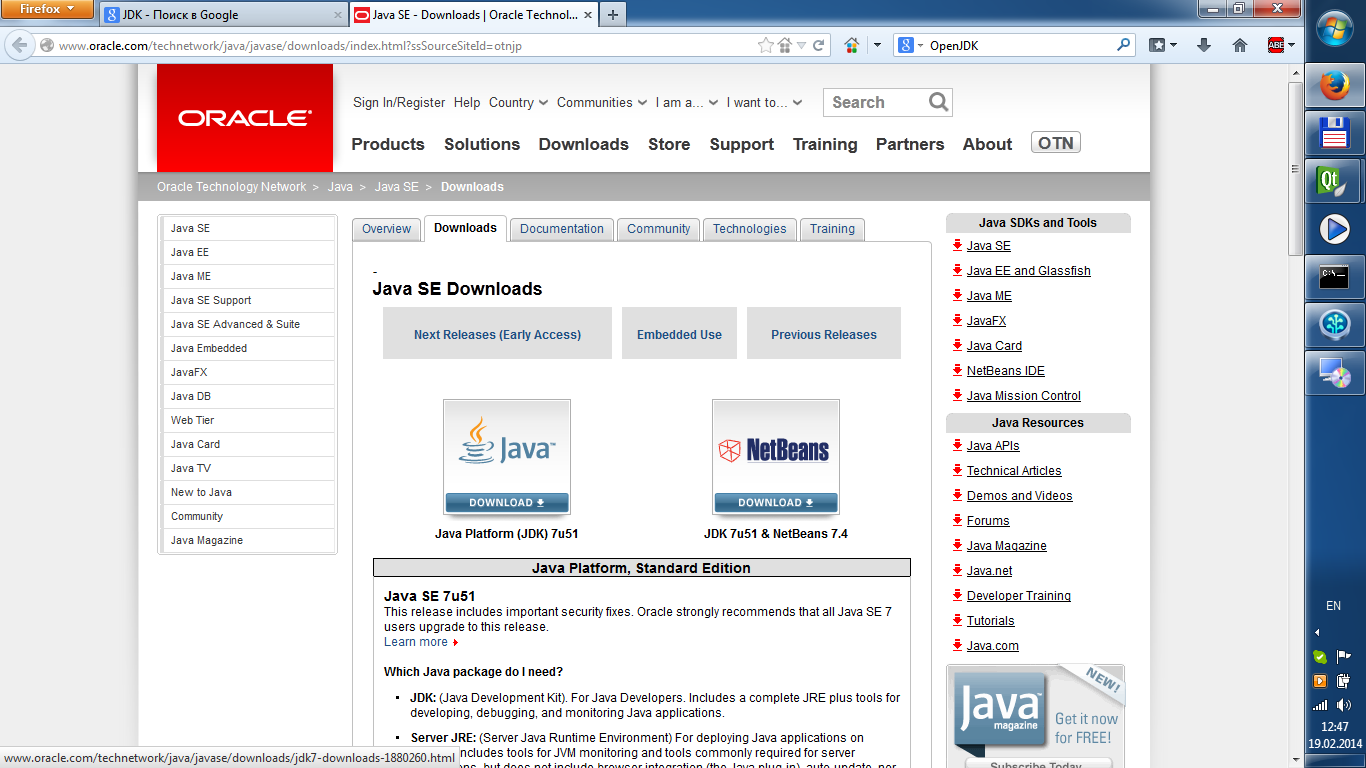 Firefox
JDK - Поиск в Google
Java SE - Downloads | Oracle Technol...
www.oracle.com/technetwork/java/javase/downloads/index.html?ssSourceSiteId=otnjp
OpenJDK
ABE
ORACLE
Sign In/Register Help Country Communities I am a... I want to... Search
Products Solutions Downloads Store Support Training Partners About OTN
Oracle Technology Network > Java > Java SE > Downloads
Java SE
Java EE
Java ME
Java SE Support
Java SE Advanced & Suite
Java Embedded
JavaFX
Java DB
Web Tier
Java Card
Java TV
New to Java
Community
Java Magazine
Overview Downloads Documentation Community Technologies Training
-
Java SE Downloads
Next Releases (Early Access) Embedded Use Previous Releases
Java™
DOWNLOAD
Java Platform (JDK) 7u51
NetBeans
DOWNLOAD
JDK 7u51 & NetBeans 7.4
Java Platform, Standard Edition
Java SE 7u51
This release includes important security fixes. Oracle strongly recommends that all Java SE 7
users upgrade to this release.
Learn more
Which Java package do I need?
JDK: (Java Development Kit). For Java Developers. Includes a complete JRE plus tools for
developing, debugging, and monitoring Java applications.
Server JRE: (Server Java Runtime Environment) For deploying Java applications on
ncludes tools for JVM monitoring and tools commonly required for server
Java SDKs and Tools
Java SE
Java EE and Glassfish
Java ME
JavaFX
Java Card
NetBeans IDE
Java Mission Control
Java Resources
Java APIs
Technical Articles
Demos and Videos
Forums
Java Magazine
Java.net
Developer Training
Tutorials
Java.com
NEW!
Java™
magazine
Get it now
for FREE!
Subscribe Today
www.oracle.com/technetwork/java/javase/downloads/jdk7-downloads-1880260.html
Qt
C:\
EN
12:47
19.02.2014